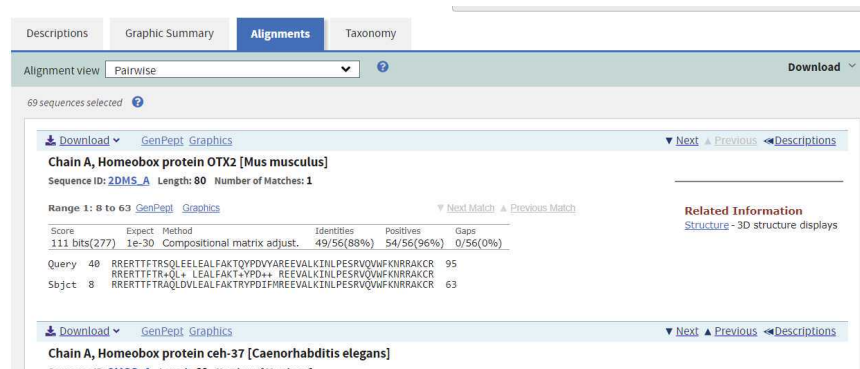 Descriptions Graphic Summary Alignments Taxonomy
Alignment view Pairwise ? Download
69 sequences selected ?
Download GenPept Graphics Next Previous Descriptions
Chain A, Homeobox protein OTX2 [Mus musculus]
Sequence ID: 2DMS_A Length: 80 Number of Matches: 1
Range 1: 8 to 63 GenPept Graphics Next Match Previous Match
Related Information
Structure - 3D structure displays
Score Expect Method Identities Positives Gaps
111 bits(277) 1e-30 Compositional matrix adjust. 49/56(88%) 54/56(96%) 0/56(0%)
Query 40 RRERTTFTRSQLEELEALFAKTQYPDVYAREEVALKINLPESRVQVWFKNRRAKCR 95
RRERTTFTR+QL+ LEALFAKT+YPD++ REEVALKINLPESRVQVWFKNRRAKCR
Sbjct 8 RRERTTFTRAQLDVLEALFAKTRYPDIFMREEVALKINLPESRVQVWFKNRRAKCR 63
Download GenPept Graphics Next Previous Descriptions
Chain A, Homeobox protein ceh-37 [Caenorhabditis elegans]